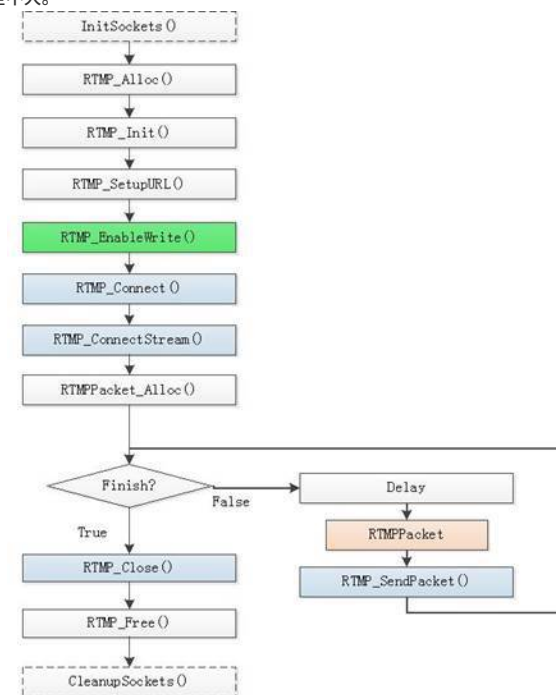 InitSockets()
RTMP_Alloc()
RTMP_Init()
RTMP_SetupURL()
RTMP_EnableWrite()
RTMP_Connect()
RTMP_ConnectStream()
RTMPPacket_Alloc()
Finish?
False
Delay
True
RTMPPacket
RTMP_Close()
RTMP_SendPacket()
RTMP_Free()
CleanupSockets()